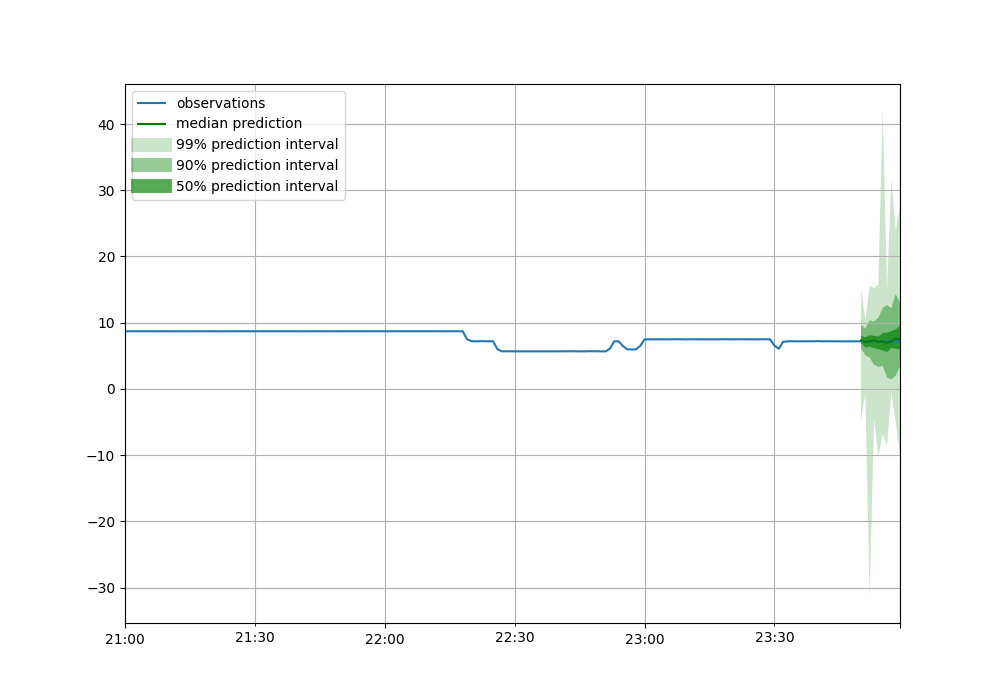 observations
median prediction
99% prediction interval
90% prediction interval
50% prediction interval
40
30
20
10
0
−10
−20
−30
21:00
21:30
22:00
22:30
23:00
23:30